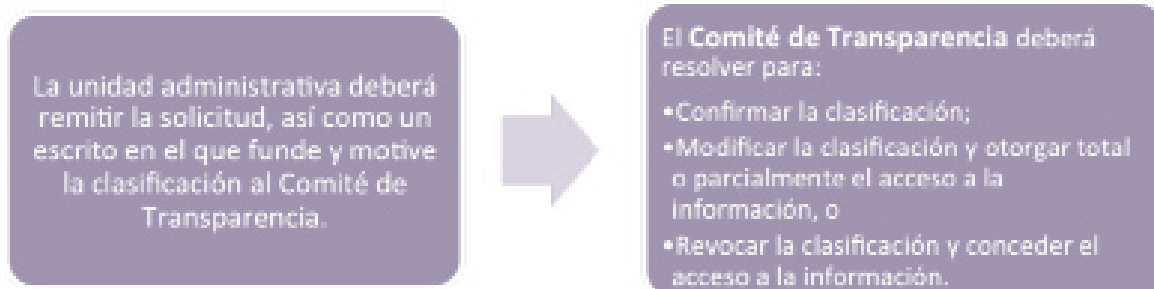 La unidad administrativa deberá
remitir la solicitud, así como un
escrito en el que funde y motive
la clasificación al Comité de
Transparencia.
El Comité de Transparencia deberá
resolver para:
•Confirmar la clasificación;
•Modificar la clasificación y otorgar total
o parcialmente el acceso a la
información, o
•Revocar la clasificación y conceder el
acceso a la información.